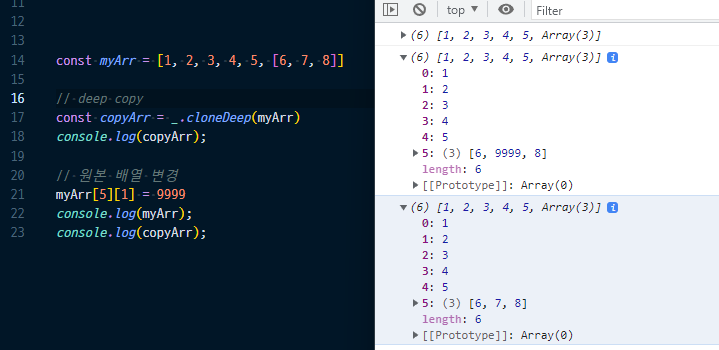 11
12
13
14 const myArr = [1, 2, 3, 4, 5, [6, 7, 8]]
15
16 // deep copy
17 const copyArr = _.cloneDeep(myArr)
18 console.log(copyArr);
19
20 // 원본 배열 변경
21 myArr[5][1] = 9999
22 console.log(myArr);
23 console.log(copyArr);
top
Filter
(6) [1, 2, 3, 4, 5, Array(3)]
(6) [1, 2, 3, 4, 5, Array(3)] i
0: 1
1: 2
2: 3
3: 4
4: 5
5: (3) [6, 9999, 8]
length: 6
[[Prototype]]: Array(0)
(6) [1, 2, 3, 4, 5, Array(3)] i
0: 1
1: 2
2: 3
3: 4
4: 5
5: (3) [6, 7, 8]
length: 6
[[Prototype]]: Array(0)